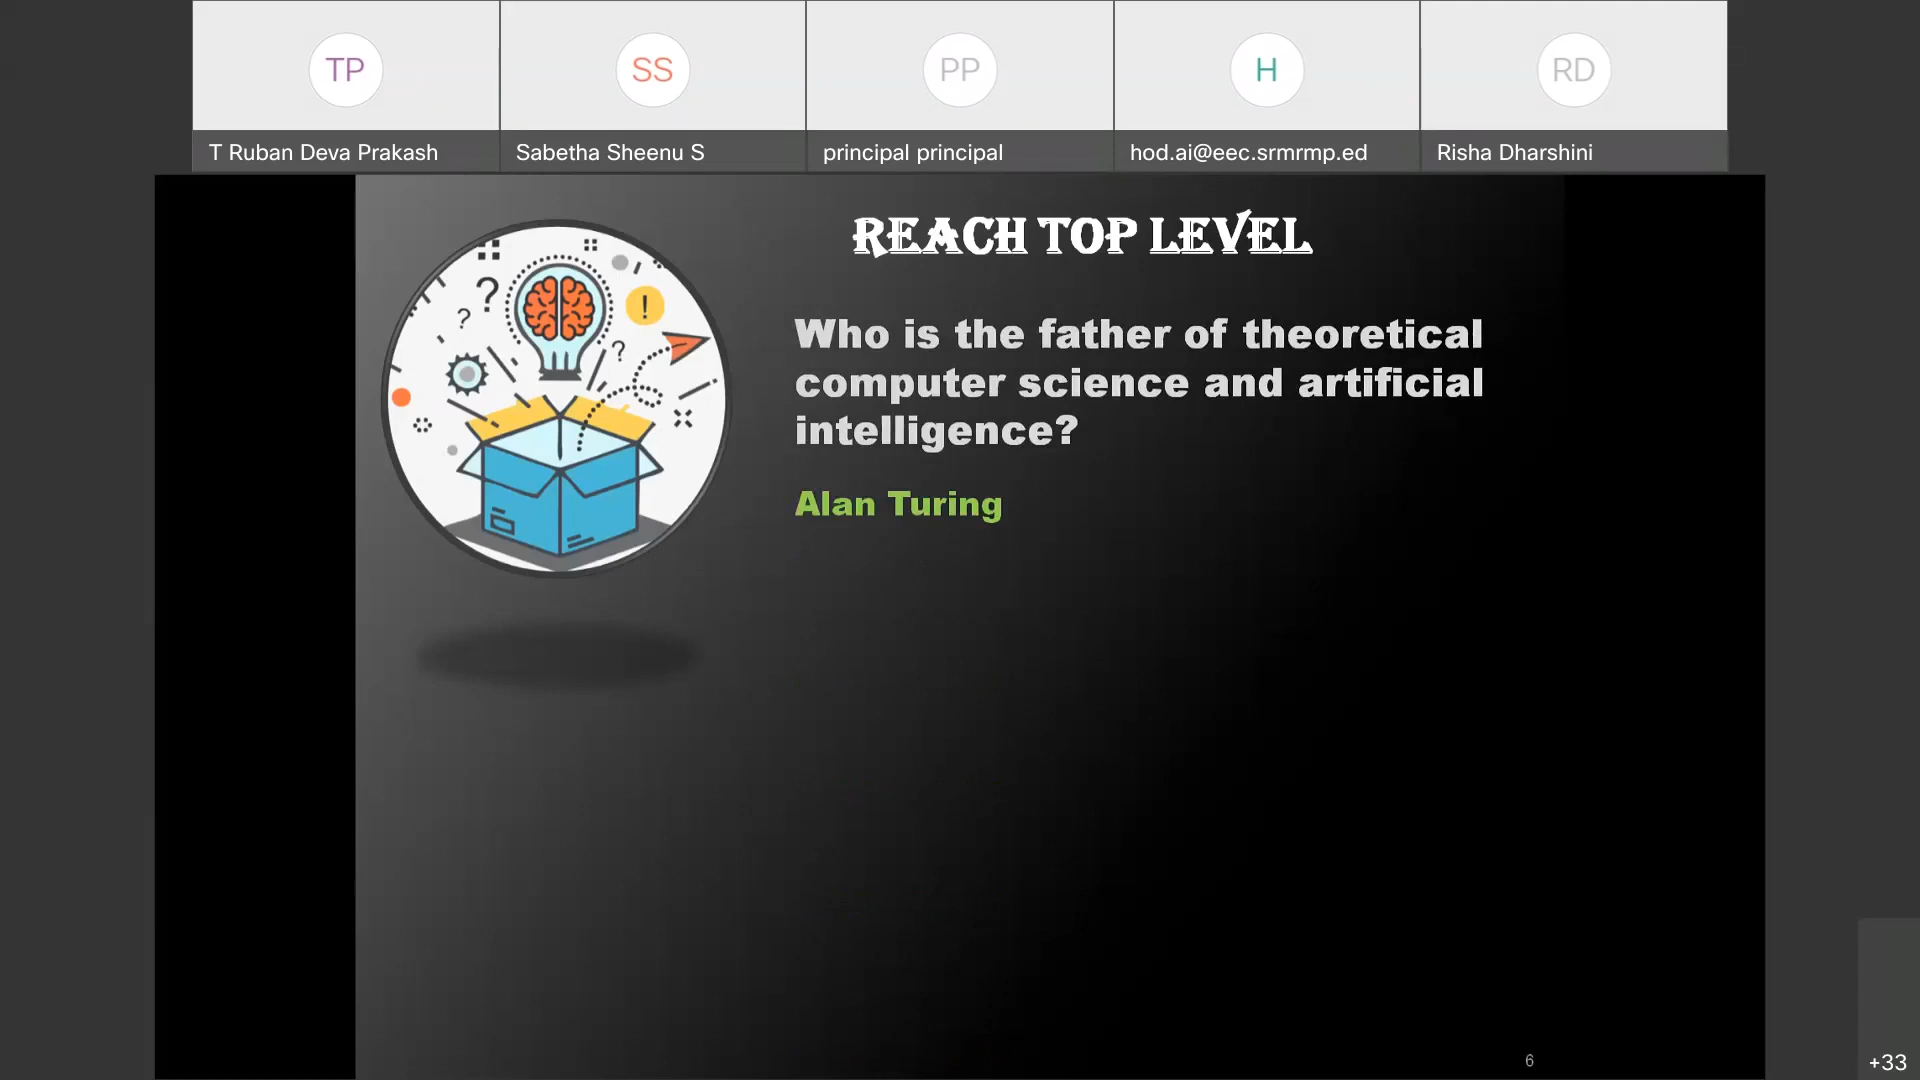 TP
SS
PP
H
RD
T Ruban Deva Prakash
Sabetha Sheenu S
principal principal
hod.ai@eec.srmrmp.ed
Risha Dharshini
REACH TOP LEVEL
Who is the father of theoretical
computer science and artificial
intelligence?
Alan Turing
6
+33